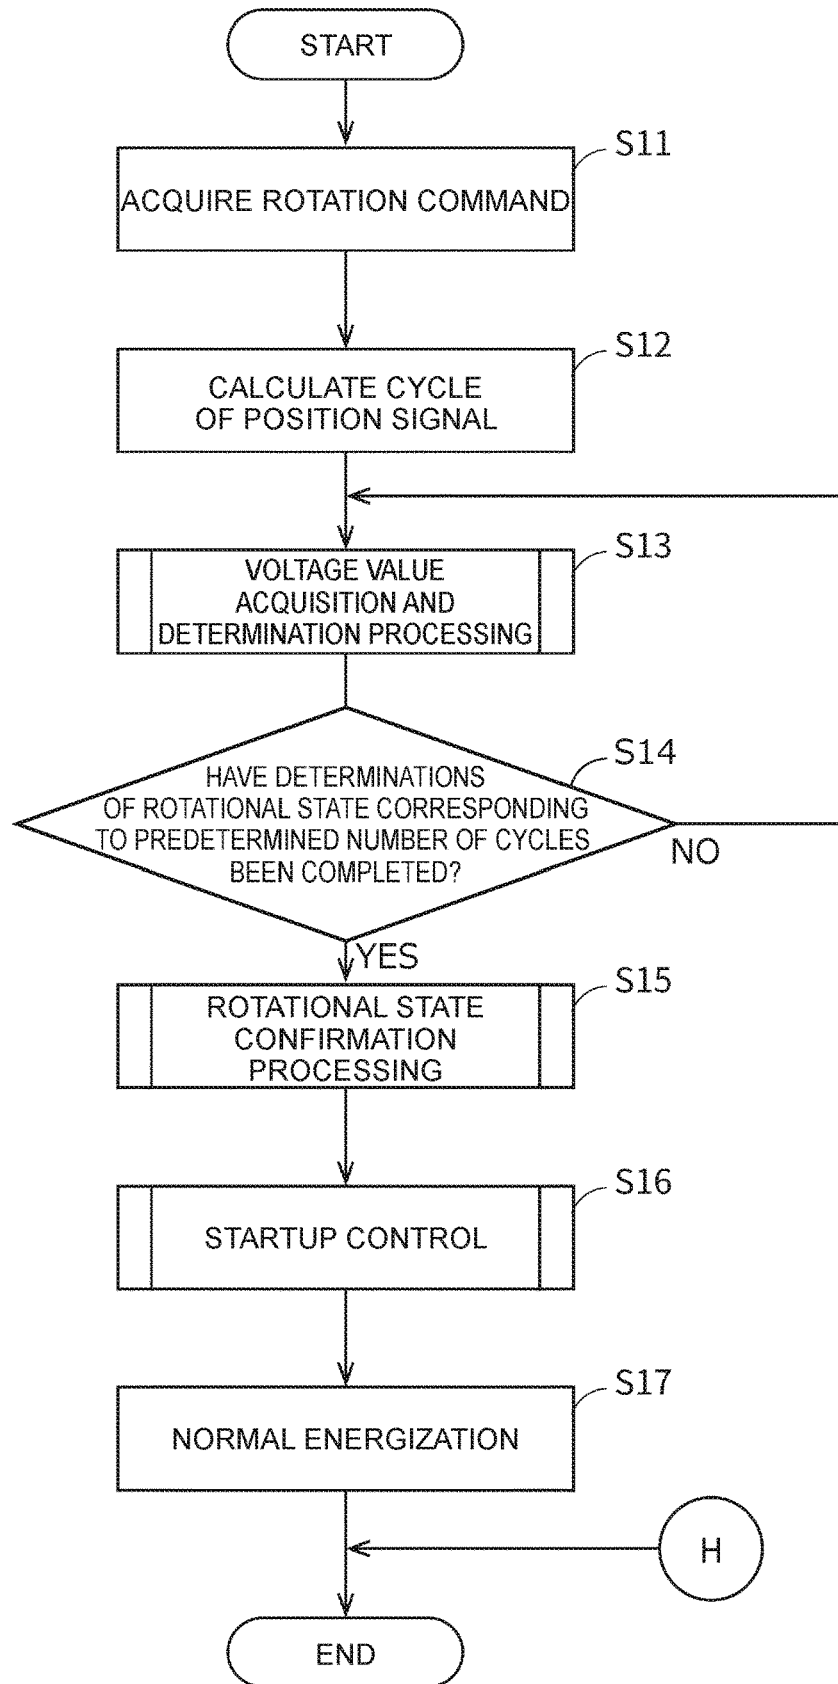 START
S11
ACQUIRE ROTATION COMMAND
S12
CALCULATE CYCLE
OF POSITION SIGNAL
S13
VOLTAGE VALUE
ACQUISITION AND
DETERMINATION PROCESSING
S14
HAVE DETERMINATIONS
OF ROTATIONAL STATE CORRESPONDING
TO PREDETERMINED NUMBER OF CYCLES
BEEN COMPLETED?
NO
YES
S15
ROTATIONAL STATE
CONFIRMATION
PROCESSING
S16
STARTUP CONTROL
S17
NORMAL ENERGIZATION
H
END